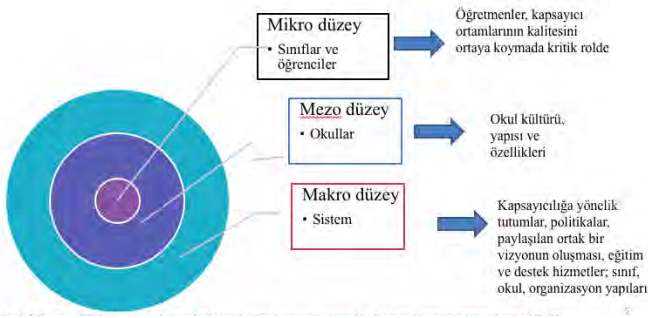 Mikro düzey
• Sınıflar ve
öğrenciler
Öğretmenler, kapsayıcı
ortamlarının kalitesini
ortaya koymada kritik rolde
Mezo düzey
• Okullar
Okul kültürü,
yapısı ve
özellikleri
Makro düzey
• Sistem
Kapsayıcılığa yönelik
tutumlar, politikalar,
paylaşılan ortak bir
vizyonun oluşması, eğitim
ve destek hizmetler; sınıf,
okul, organizasyon yapıları